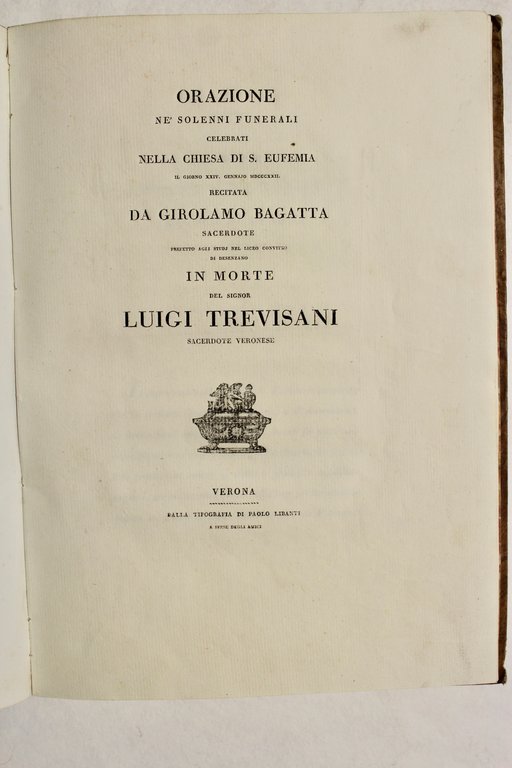 ORAZIONE
NE' SOLENNI FUNERALI
CELEBRATI
NELLA CHIESA DI S. EUFEMIA
IL GIORNO XXIV. GENNAJO MDCCCXXII.
RECITATA
DA GIROLAMO BAGATTA
SACERDOTE
PREFETTO AGLI STUDJ NEL LICEO CONVITTO
DI DESENZANO
IN MORTE
DEL SIGNOR
LUIGI TREVISANI
SACERDOTE VERONESE
VERONA
DALLA TIPOGRAFIA DI PAOLO LIBANTI
A SPESE DEGLI AMICI